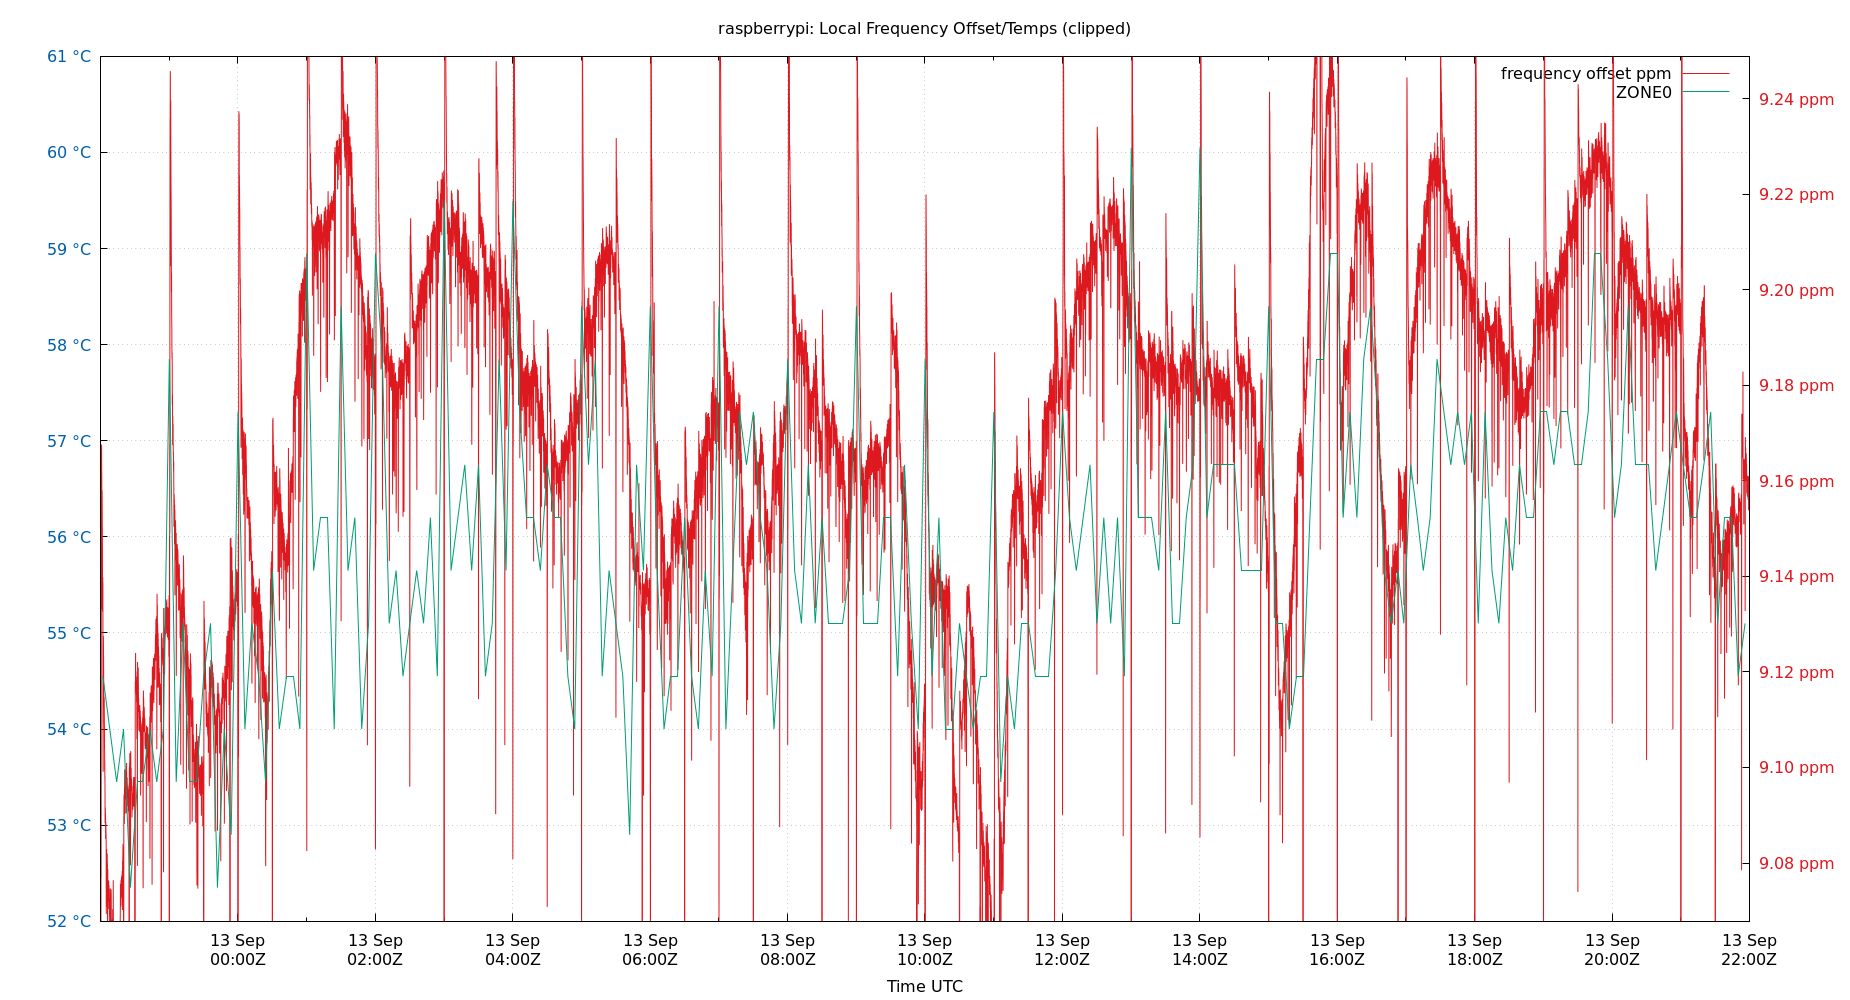 raspberrypi: Local Frequency Offset/Temps (clipped)
61 °C
60 °C
59 °C
58 °C
57 °C
56 °C
55 °C
54 °C
53 °C
52 °C
frequency offset ppm
ZONE0
9.24 ppm
9.22 ppm
9.20 ppm
9.18 ppm
9.16 ppm
9.14 ppm
9.12 ppm
9.10 ppm
9.08 ppm
13 Sep 13 Sep 13 Sep 13 Sep 13 Sep 13 Sep 13 Sep 13 Sep 13 Sep 13 Sep 13 Sep 13 Sep
00:00Z 02:00Z 04:00Z 06:00Z 08:00Z 10:00Z 12:00Z 14:00Z 16:00Z 18:00Z 20:00Z 22:00Z
Time UTC